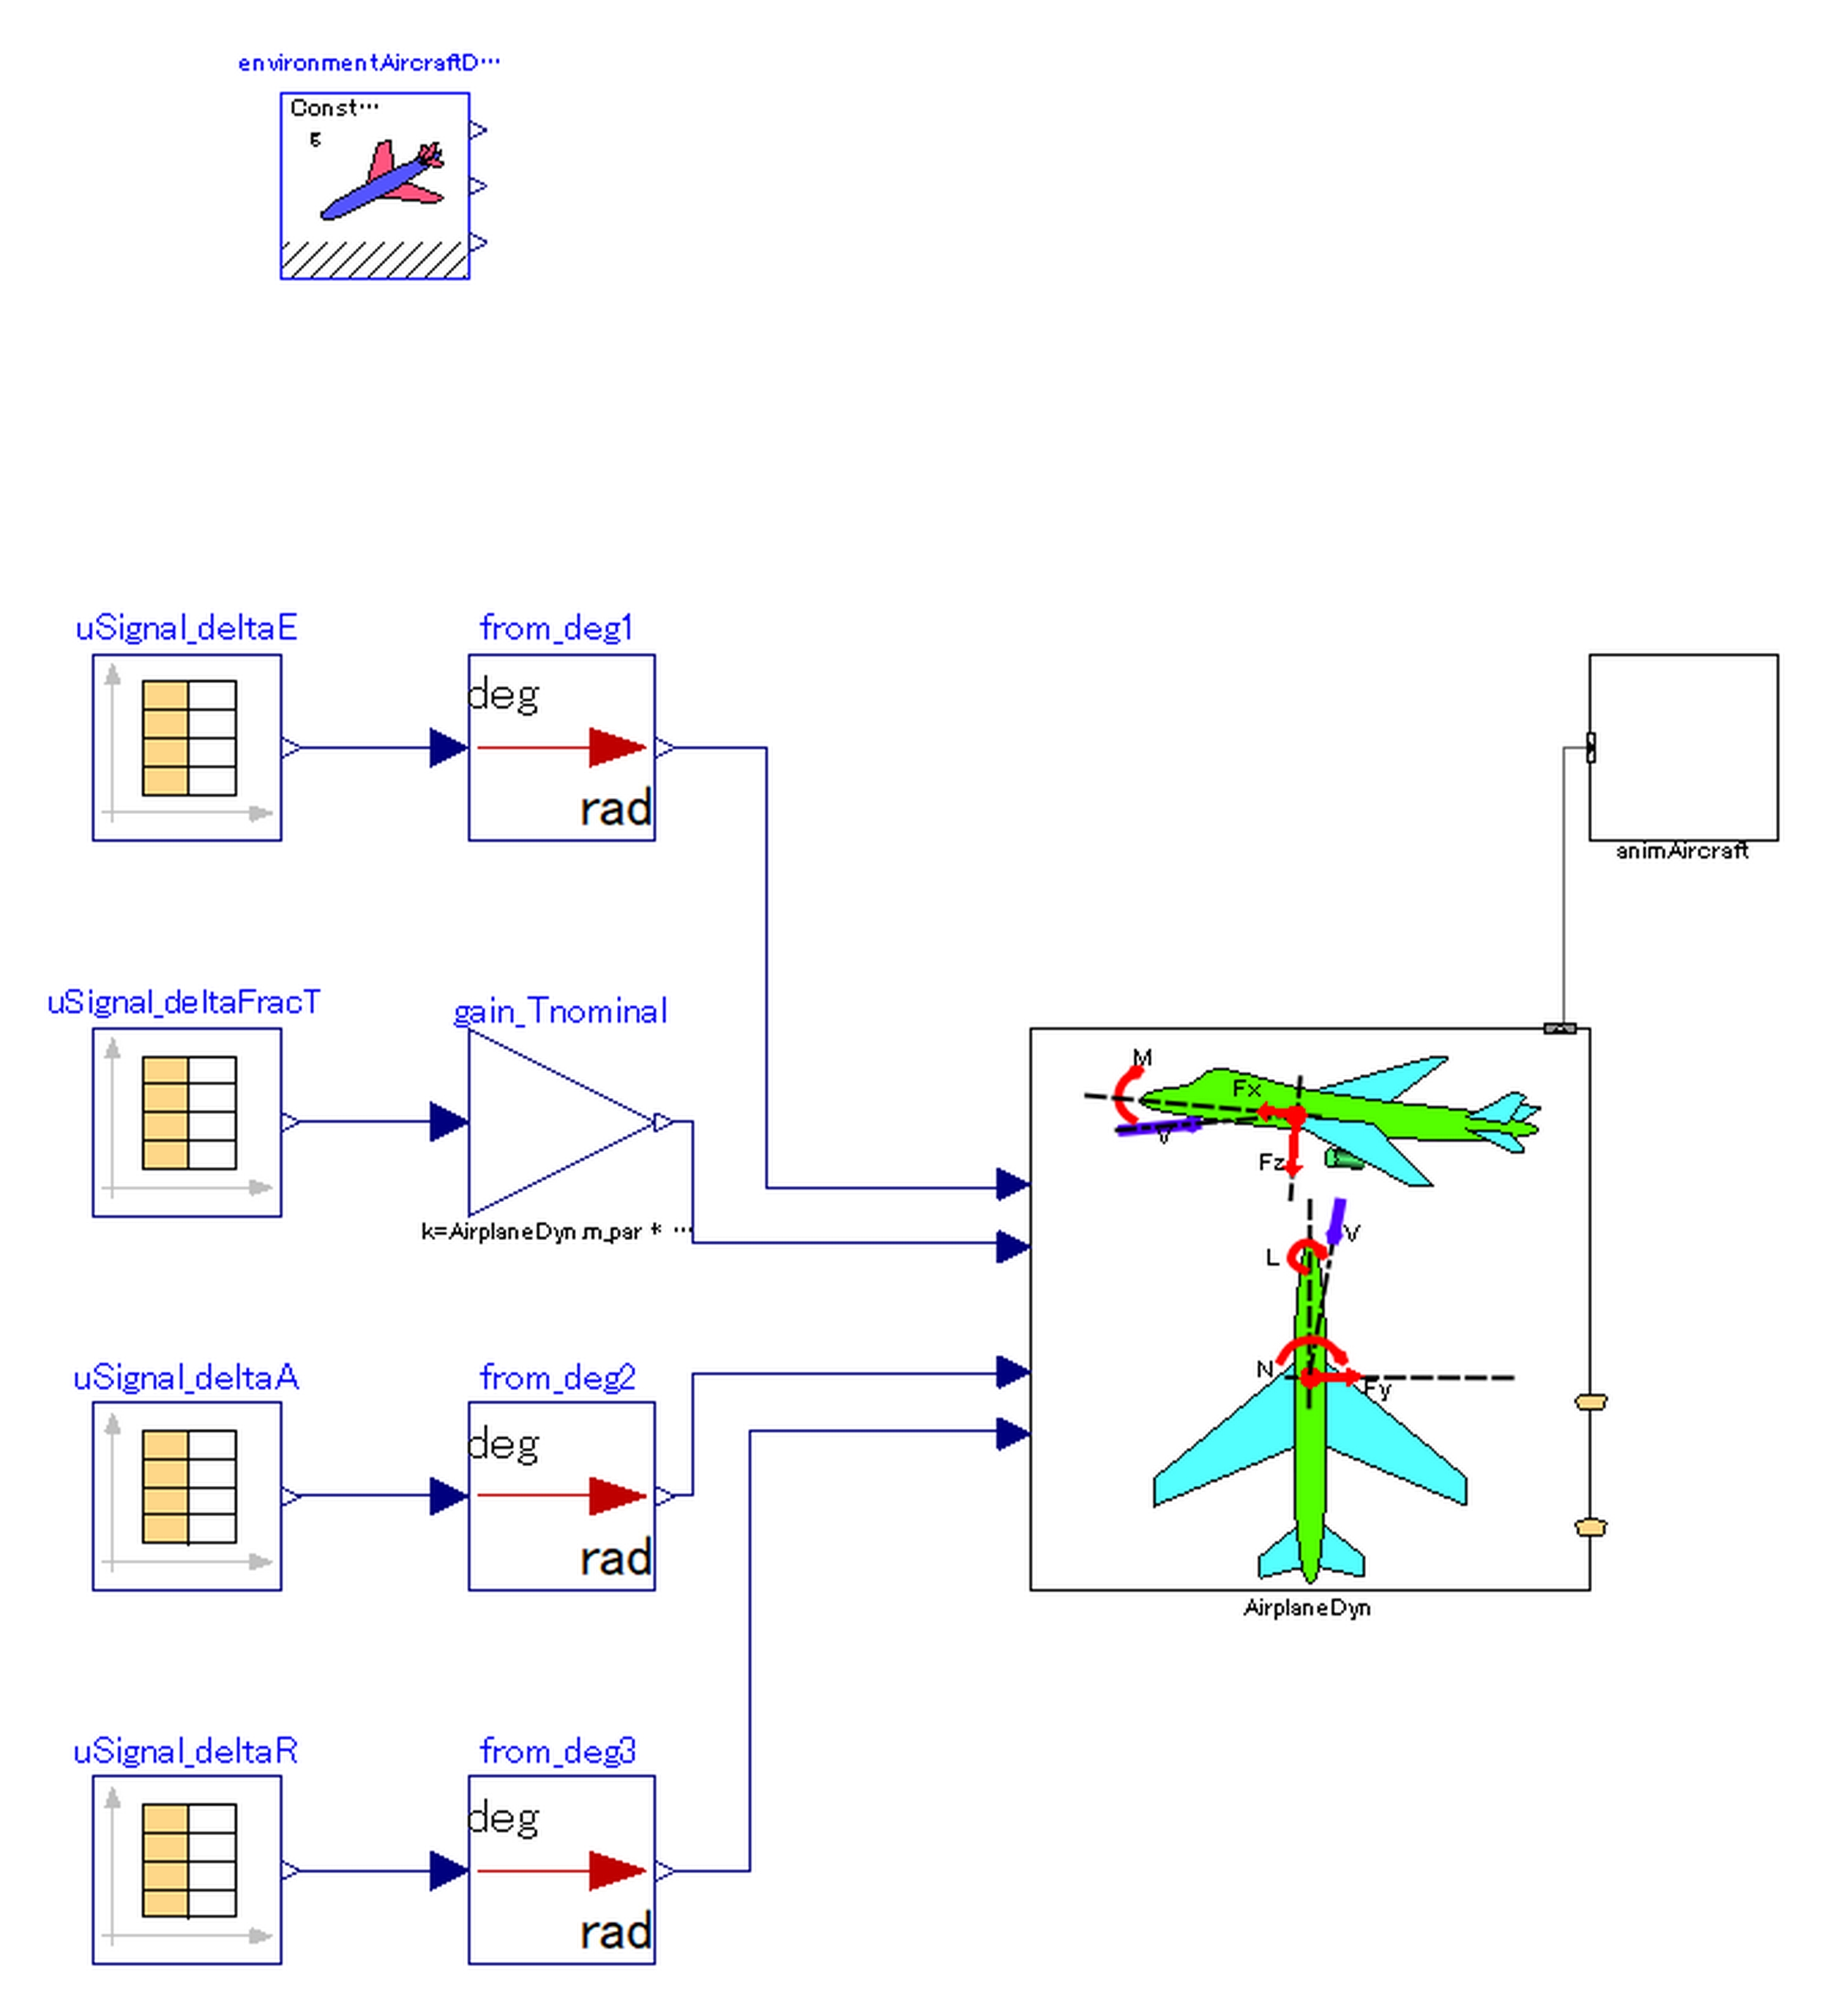 environmentAircraftD…
Const…
g
uSignal_deltaE
from_deg1
deg
rad
animAircraft
uSignal_deltaFracT
gain_Tnominal
k=AirplaneDyn.m_par * …
M
Fx
V
Fz
V
L
N
Fy
AirplaneDyn
uSignal_deltaA
from_deg2
deg
rad
uSignal_deltaR
from_deg3
deg
rad